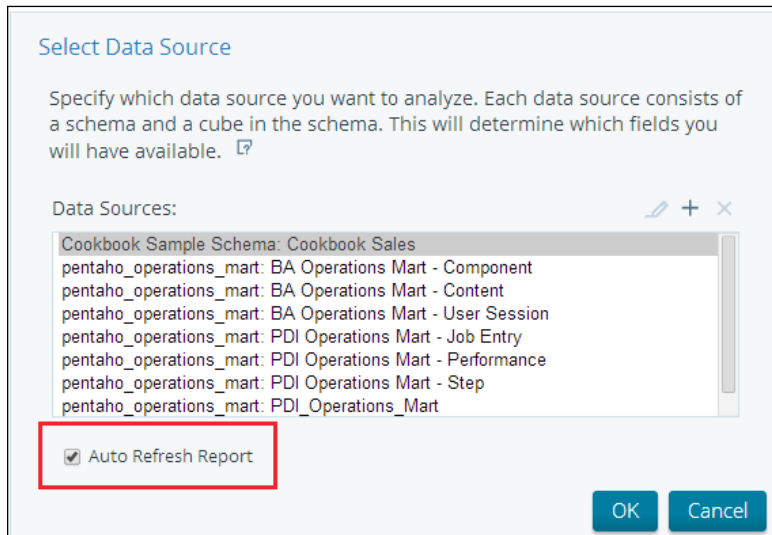 Select Data Source
Specify which data source you want to analyze. Each data source consists of
a schema and a cube in the schema. This will determine which fields you
will have available. ?
Data Sources:
Cookbook Sample Schema: Cookbook Sales
pentaho_operations_mart: BA Operations Mart - Component
pentaho_operations_mart: BA Operations Mart - Content
pentaho_operations_mart: BA Operations Mart - User Session
pentaho_operations_mart: PDI Operations Mart - Job Entry
pentaho_operations_mart: PDI Operations Mart - Performance
pentaho_operations_mart: PDI Operations Mart - Step
pentaho_operations_mart: PDI_Operations_Mart
Auto Refresh Report
OK Cancel